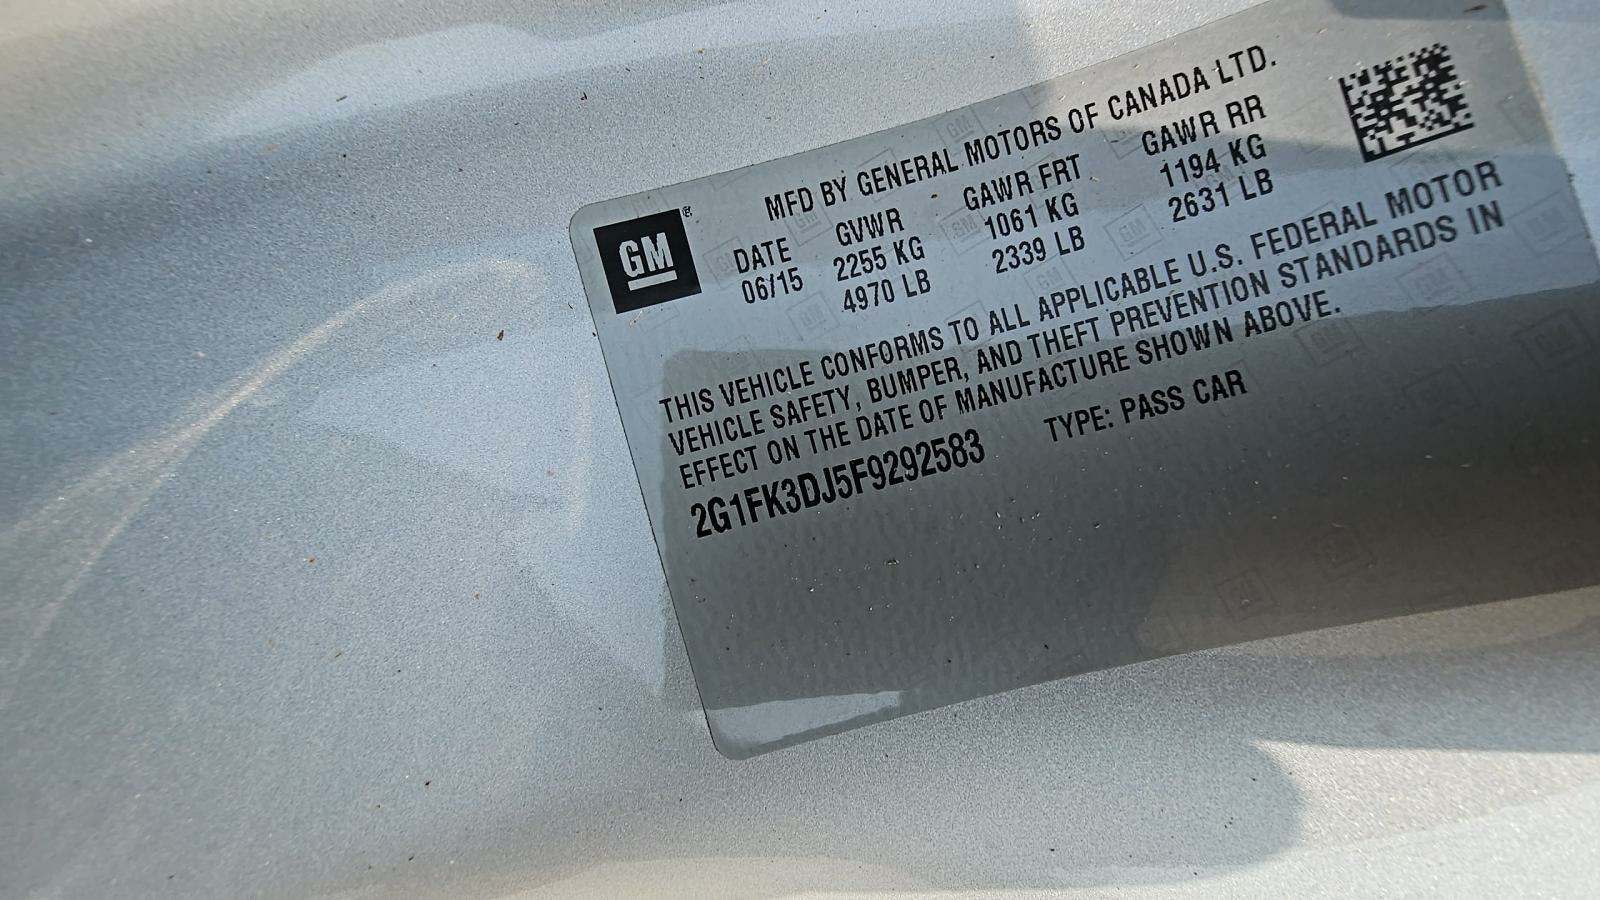 MFD BY GENERAL MOTORS OF CANADA LTD.
GM®
DATE GVWR GAWR FRT GAWR RR
06/15 2255 KG 1061 KG 1194 KG
4970 LB 2339 LB 2631 LB
THIS VEHICLE CONFORMS TO ALL APPLICABLE U.S. FEDERAL MOTOR
VEHICLE SAFETY, BUMPER, AND THEFT PREVENTION STANDARDS IN
EFFECT ON THE DATE OF MANUFACTURE SHOWN ABOVE.
2G1FK3DJ5F9292583 TYPE: PASS CAR